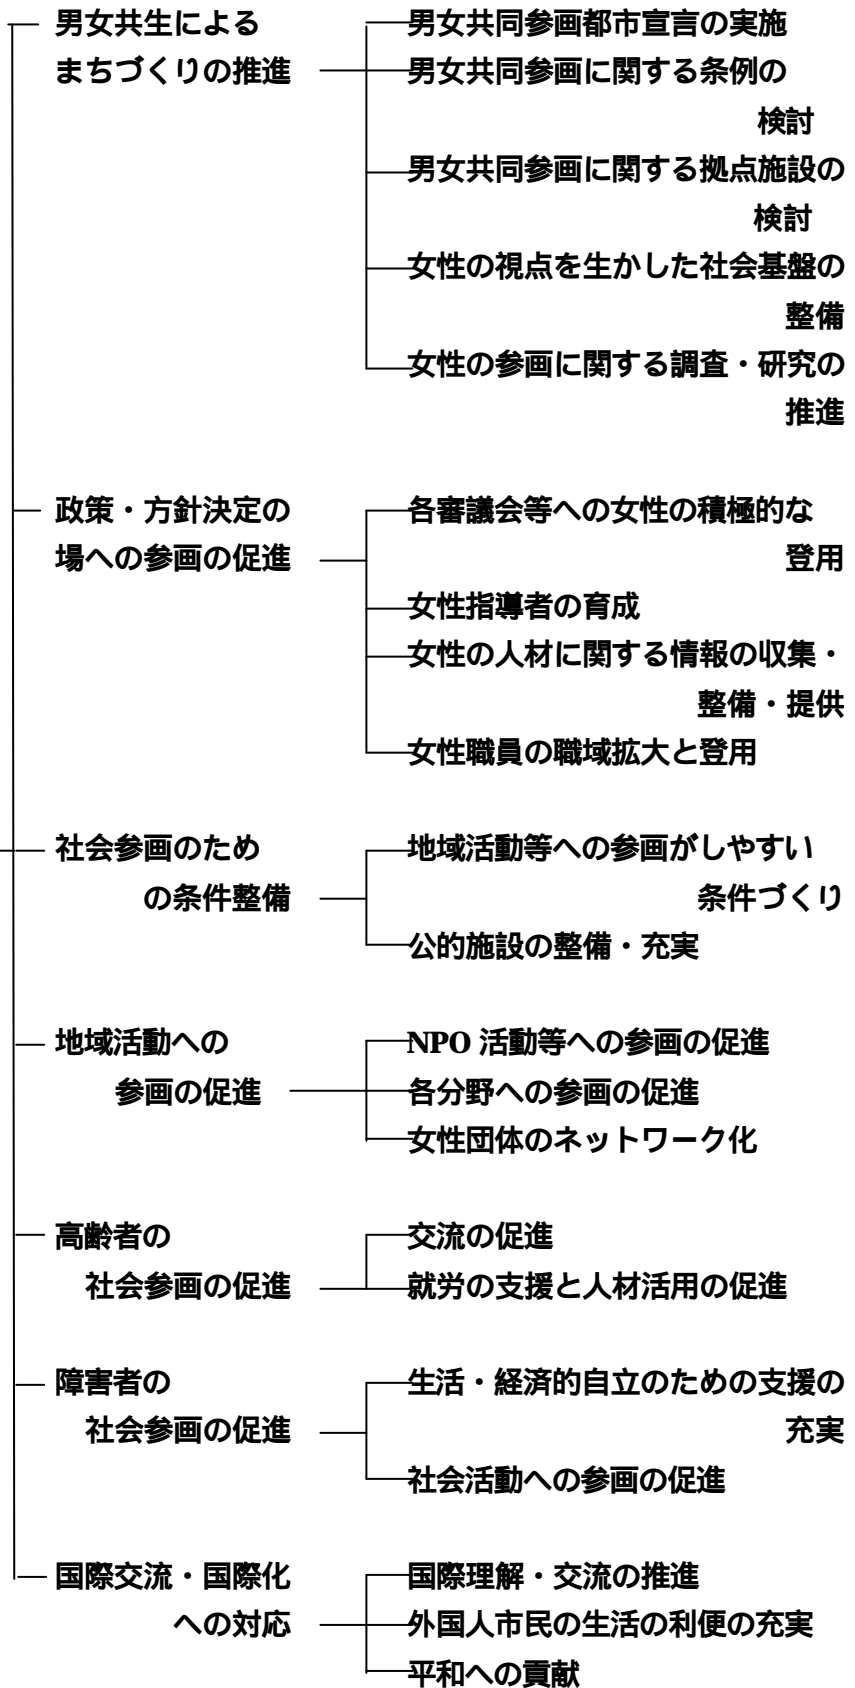 男女共生による
まちづくりの推進
男女共同参画都市宣言の実施
男女共同参画に関する条例の
検討
男女共同参画に関する拠点施設の
検討
女性の視点を生かした社会基盤の
整備
女性の参画に関する調査・研究の
推進
政策・方針決定の
場への参画の促進
各審議会等への女性の積極的な
登用
女性指導者の育成
女性の人材に関する情報の収集・
整備・提供
女性職員の職域拡大と登用
社会参画のため
の条件整備
地域活動等への参画がしやすい
条件づくり
公的施設の整備・充実
地域活動への
参画の促進
NPO 活動等への参画の促進
各分野への参画の促進
女性団体のネットワーク化
高齢者の
社会参画の促進
交流の促進
就労の支援と人材活用の促進
障害者の
社会参画の促進
生活・経済的自立のための支援の
充実
社会活動への参画の促進
国際交流・国際化
への対応
国際理解・交流の推進
外国人市民の生活の利便の充実
平和への貢献